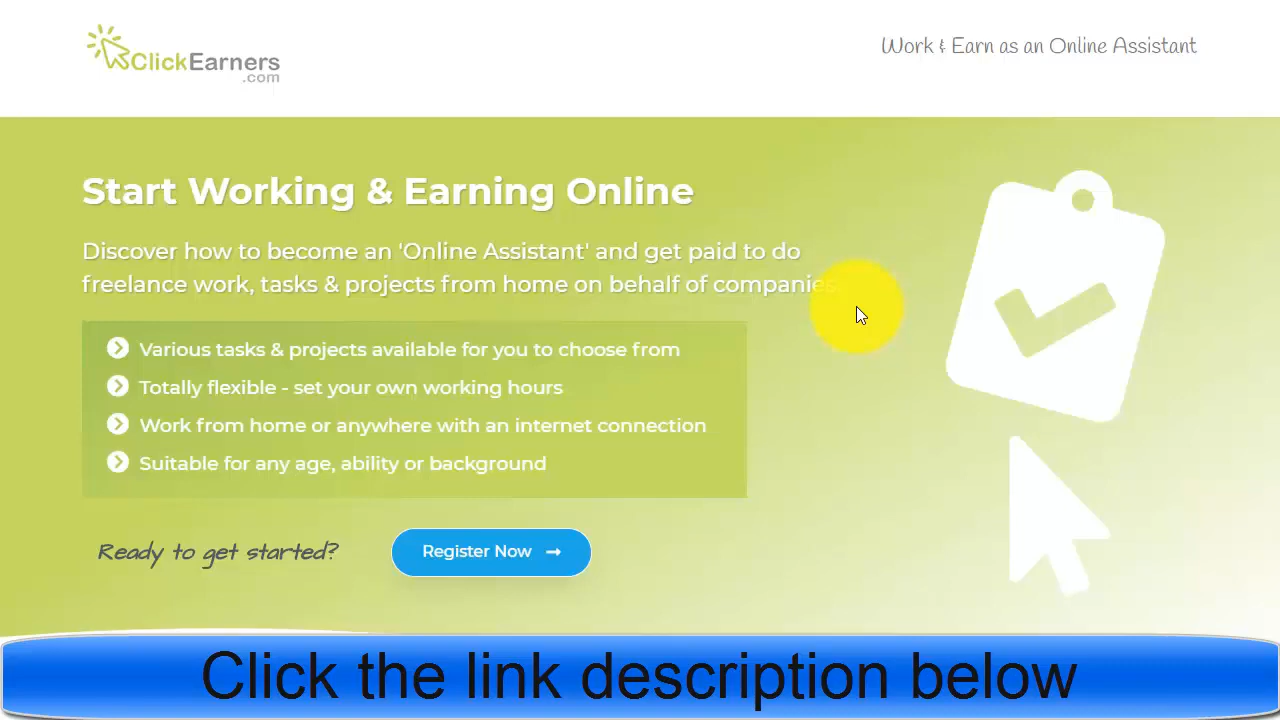 ClickEarners
.com
Work & Earn as an Online Assistant
Start Working & Earning Online
Discover how to become an 'Online Assistant' and get paid to do
freelance work, tasks & projects from home on behalf of companies.
Various tasks & projects available for you to choose from
Totally flexible - set your own working hours
Work from home or anywhere with an internet connection
Suitable for any age, ability or background
Ready to get started?
Register Now
Click the link description below